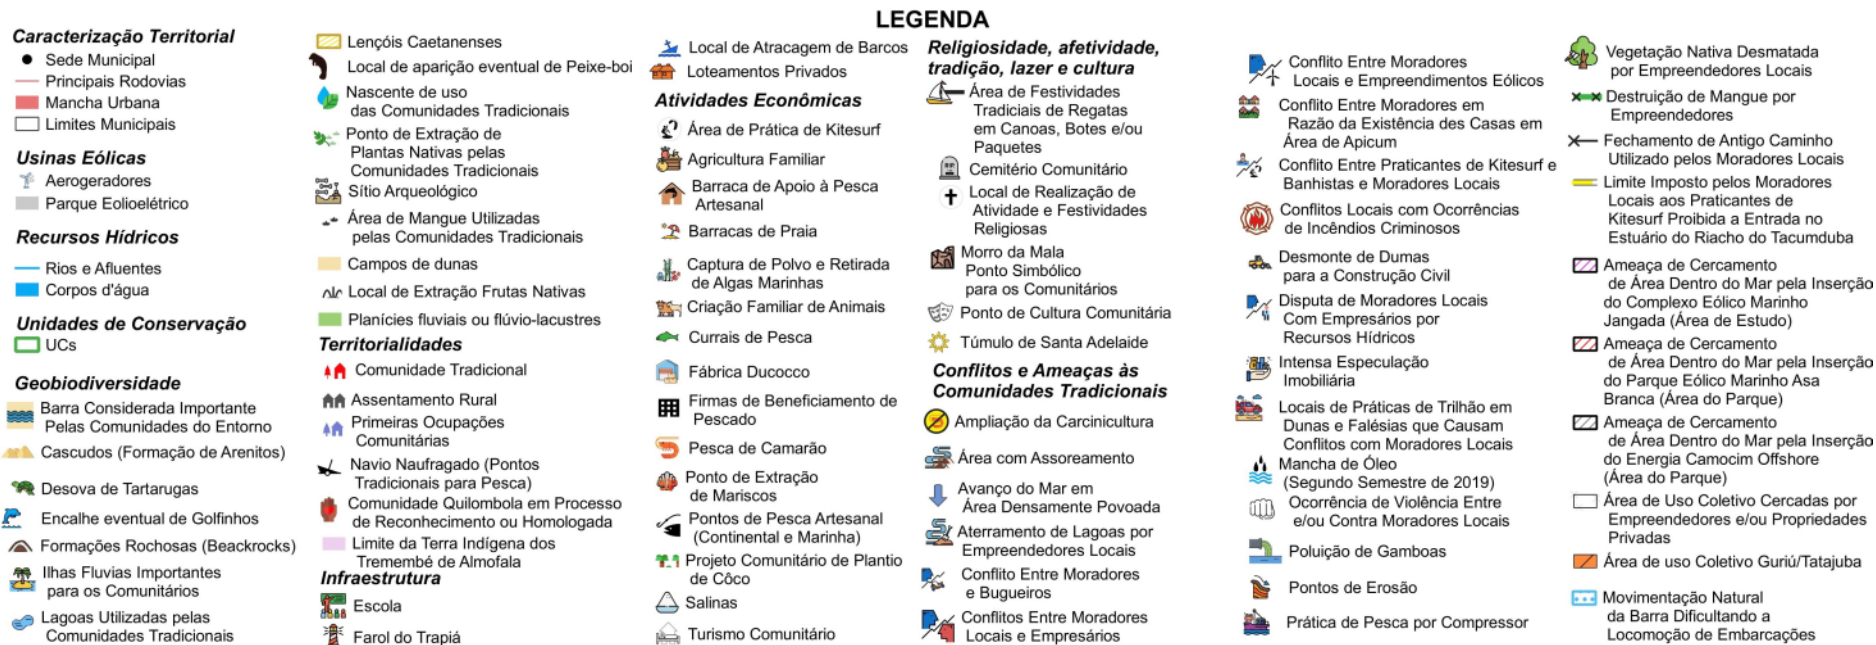 LEGENDA
Caracterização Territorial
Sede Municipal
Principais Rodovias
Mancha Urbana
Limites Municipais
Usinas Eólicas
Aerogeradores
Parque Eolioelétrico
Recursos Hídricos
Rios e Afluentes
Corpos d'água
Unidades de Conservação
UCs
Geobiodiversidade
Barra Considerada Importante
Pelas Comunidades do Entorno
Cascudos (Formação de Arenitos)
Desova de Tartarugas
Encalhe eventual de Golfinhos
Formações Rochosas (Beackrocks)
Ilhas Fluvias Importantes
para os Comunitários
Lagoas Utilizadas pelas
Comunidades Tradicionais
Lençóis Caetanenses
Local de aparição eventual de Peixe-boi
Nascente de uso
das Comunidades Tradicionais
Ponto de Extração de
Plantas Nativas pelas
Comunidades Tradicionais
Sítio Arqueológico
Área de Mangue Utilizadas
pelas Comunidades Tradicionais
Campos de dunas
Local de Extração Frutas Nativas
Planícies fluviais ou flúvio-lacustres
Territorialidades
Comunidade Tradicional
Assentamento Rural
Primeiras Ocupações
Comunitárias
Navio Naufragado (Pontos
Tradicionais para Pesca)
Comunidade Quilombola em Processo
de Reconhecimento ou Homologada
Limite da Terra Indígena dos
Tremembé de Almofala
Infraestrutura
Escola
Farol do Trapiá
Local de Atracagem de Barcos
Loteamentos Privados
Atividades Econômicas
Área de Prática de Kitesurf
Agricultura Familiar
Barraca de Apoio à Pesca
Artesanal
Barracas de Praia
Captura de Polvo e Retirada
de Algas Marinhas
Criação Familiar de Animais
Currais de Pesca
Fábrica Ducocco
Firmas de Beneficiamento de
Pescado
Pesca de Camarão
Ponto de Extração
de Mariscos
Pontos de Pesca Artesanal
(Continental e Marinha)
Projeto Comunitário de Plantio
de Côco
Salinas
Turismo Comunitário
Religiosidade, afetividade,
tradição, lazer e cultura
Área de Festividades
Tradiciais de Regatas
em Canoas, Botes e/ou
Paquetes
Cemitério Comunitário
Local de Realização de
Atividade e Festividades
Religiosas
Morro da Mala
Ponto Simbólico
para os Comunitários
Ponto de Cultura Comunitária
Túmulo de Santa Adelaide
Conflitos e Ameaças às
Comunidades Tradicionais
Ampliação da Carcinicultura
Área com Assoreamento
Avanço do Mar em
Área Densamente Povoada
Aterramento de Lagoas por
Empreendedores Locais
Conflito Entre Moradores
e Bugueiros
Conflitos Entre Moradores
Locais e Empresários
Conflito Entre Moradores
Locais e Empreendimentos Eólicos
Conflito Entre Moradores em
Razão da Existência des Casas em
Área de Apicum
Conflito Entre Praticantes de Kitesurf e
Banhistas e Moradores Locais
Conflitos Locais com Ocorrências
de Incêndios Criminosos
Desmonte de Dumas
para a Construção Civil
Disputa de Moradores Locais
Com Empresários por
Recursos Hídricos
Intensa Especulação
Imobiliária
Locais de Práticas de Trilhão em
Dunas e Falésias que Causam
Conflitos com Moradores Locais
Mancha de Óleo
(Segundo Semestre de 2019)
Ocorrência de Violência Entre
e/ou Contra Moradores Locais
Poluição de Gamboas
Pontos de Erosão
Prática de Pesca por Compressor
Vegetação Nativa Desmatada
por Empreendedores Locais
Destruição de Mangue por
Empreendedores
Fechamento de Antigo Caminho
Utilizado pelos Moradores Locais
Limite Imposto pelos Moradores
Locais aos Praticantes de
Kitesurf Proibida a Entrada no
Estuário do Riacho do Tacumduba
Ameaça de Cercamento
de Área Dentro do Mar pela Inserção
do Complexo Eólico Marinho
Jangada (Área de Estudo)
Ameaça de Cercamento
de Área Dentro do Mar pela Inserção
do Parque Eólico Marinho Asa
Branca (Área do Parque)
Ameaça de Cercamento
de Área Dentro do Mar pela Inserção
do Energia Camocim Offshore
(Área do Parque)
Área de Uso Coletivo Cercadas por
Empreendedores e/ou Propriedades
Privadas
Área de uso Coletivo Guriú/Tatajuba
Movimentação Natural
da Barra Dificultando a
Locomoção de Embarcações